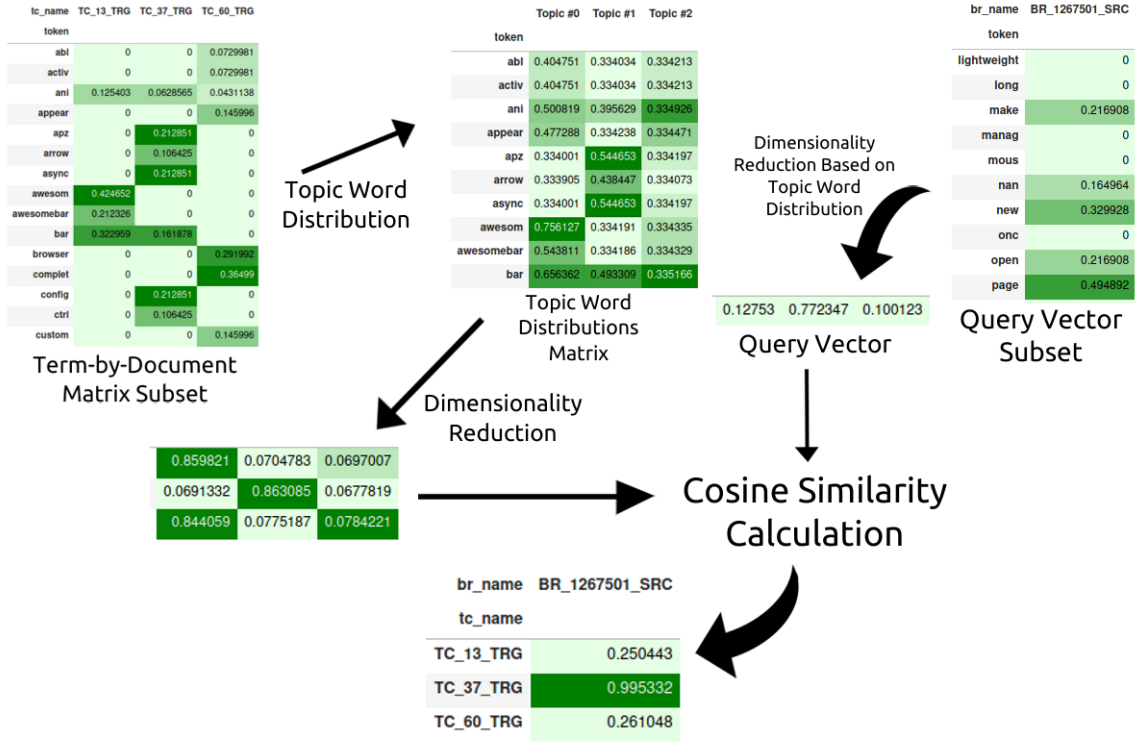 tc_name TC_13_TRG TC_37_TRG TC_60_TRG
token
abl 0 0 0.0729981
activ 0 0 0.0729981
ani 0.125403 0.0628565 0.0431138
appear 0 0 0.145996
apz 0 0.212851 0
arrow 0 0.106425 0
async 0 0.212851 0
awesom 0.424652 0 0
awesomebar 0.212326 0 0
bar 0.322959 0.161878 0
browser 0 0 0.291992
complet 0 0 0.36499
config 0 0.212851 0
ctrl 0 0.106425 0
custom 0 0 0.145996
Term-by-Document
Matrix Subset
Topic Word
Distribution
Topic #0 Topic #1 Topic #2
token
abl 0.404751 0.334034 0.334213
activ 0.404751 0.334034 0.334213
ani 0.500819 0.395629 0.334926
appear 0.477288 0.334238 0.334471
apz 0.334001 0.544653 0.334197
arrow 0.333905 0.438447 0.334073
async 0.334001 0.544653 0.334197
awesom 0.756127 0.334191 0.334335
awesomebar 0.543811 0.334186 0.334329
bar 0.656362 0.493309 0.335166
Topic Word
Distributions
Matrix
Dimensionality
Reduction Based on
Topic Word
Distribution
br_name BR_1267501_SRC
token
lightweight 0
long 0
make 0.216908
manag 0
mous 0
nan 0.164964
new 0.329928
onc 0
open 0.216908
page 0.494892
Query Vector
Subset
0.12753 0.772347 0.100123
Query Vector
Dimensionality
Reduction
0.859821 0.0704783 0.0697007
0.0691332 0.863085 0.0677819
0.844059 0.0775187 0.0784221
Cosine Similarity
Calculation
br_name BR_1267501_SRC
tc_name
TC_13_TRG 0.250443
TC_37_TRG 0.995332
TC_60_TRG 0.261048